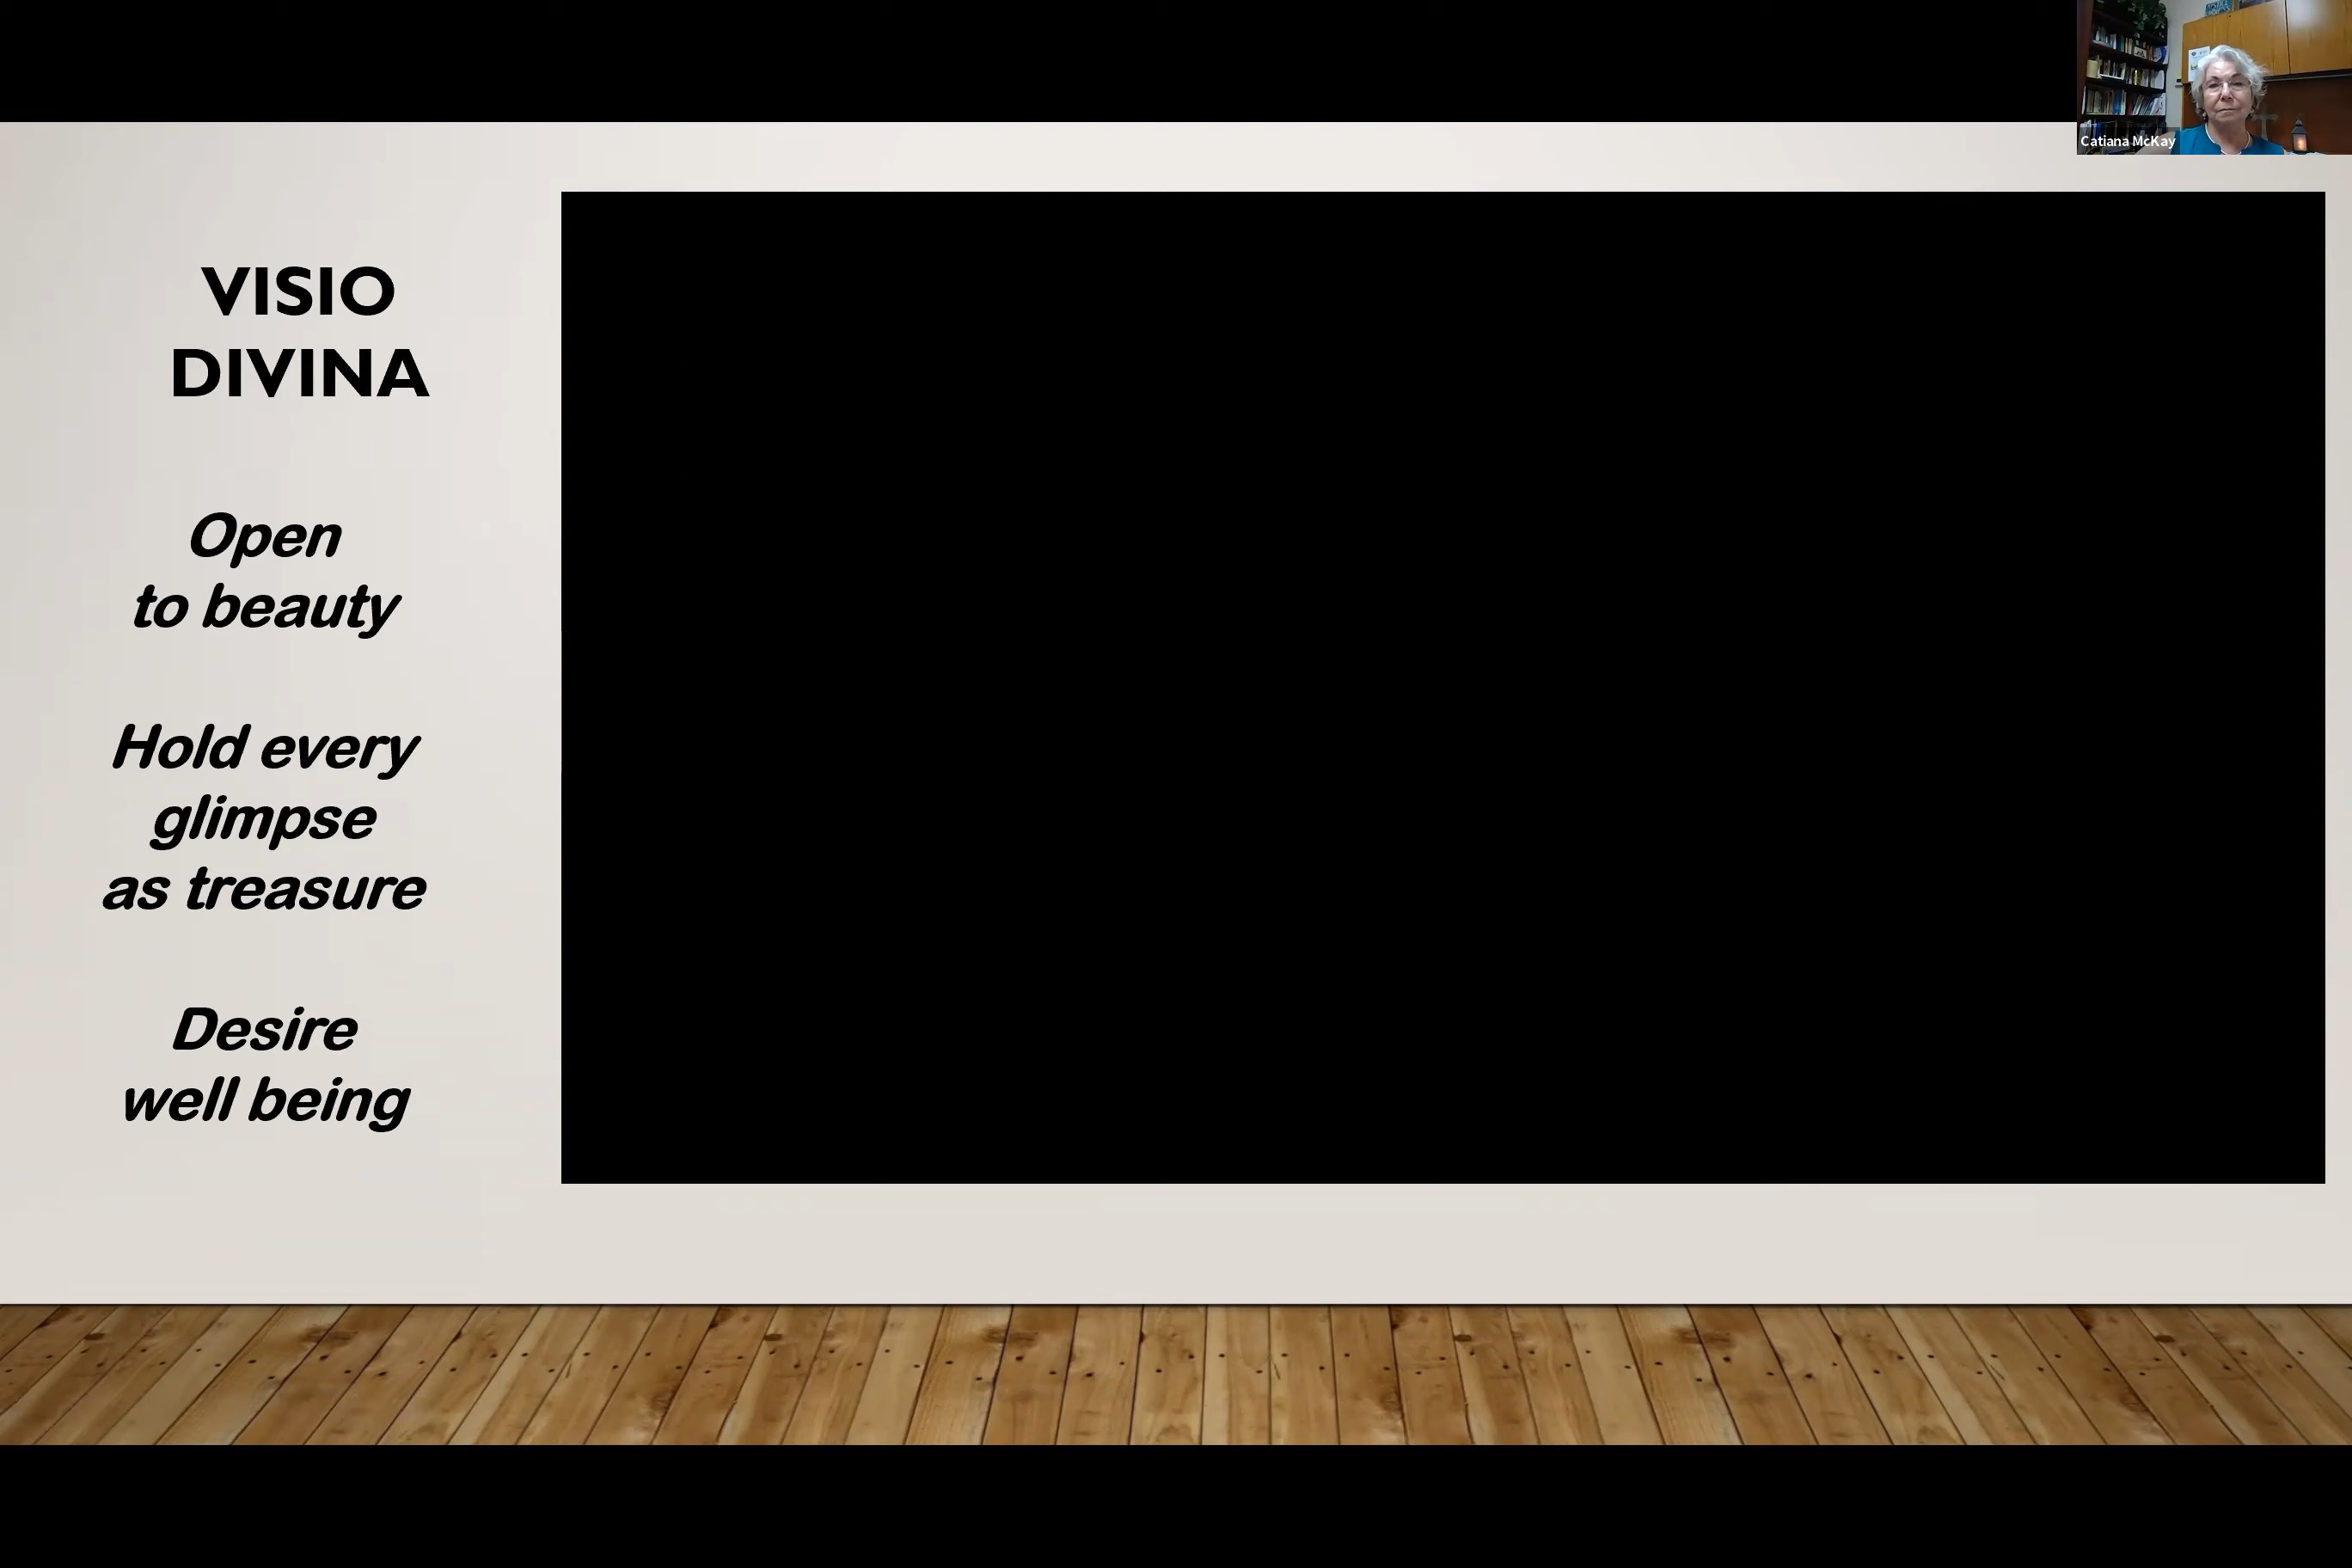 Catiana McKay
VISIO
DIVINA
Open
to beauty
Hold every
glimpse
as treasure
Desire
well being